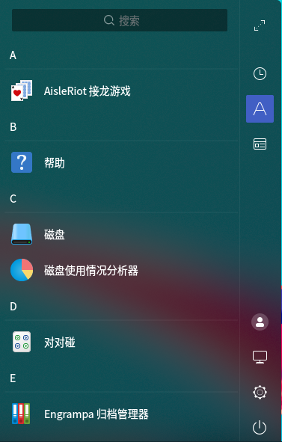 搜索
A
AisleRiot 接龙游戏
B
帮助
C
磁盘
磁盘使用情况分析器
D
对对碰
E
Engrampa 归档管理器